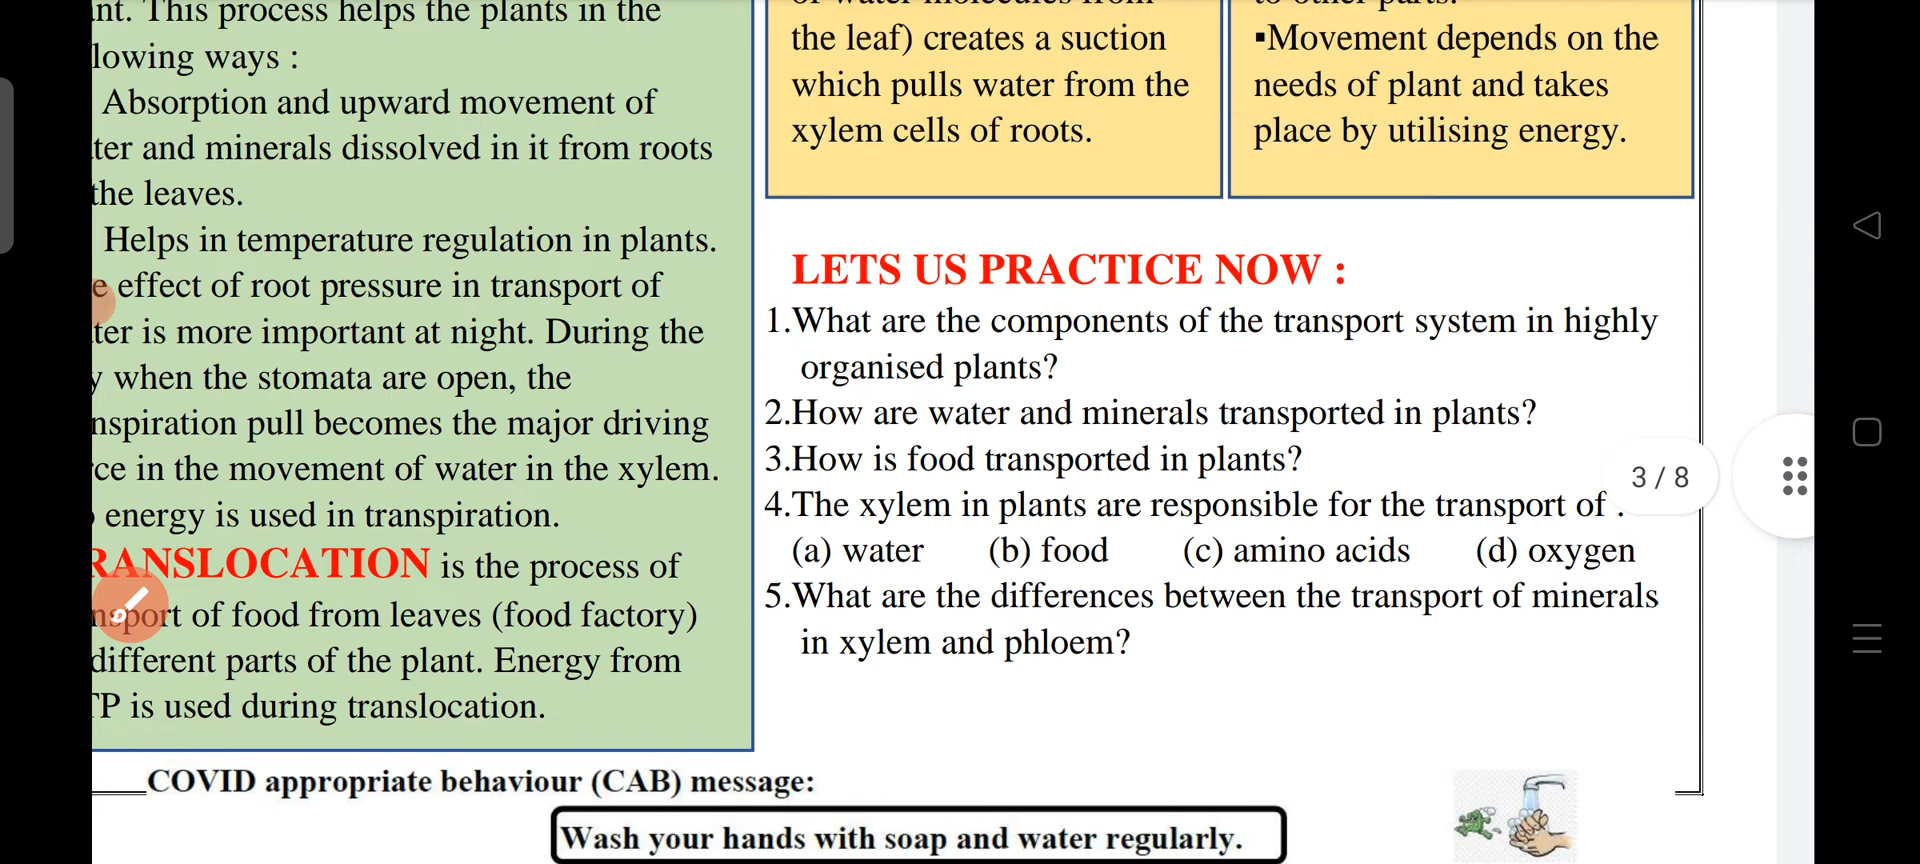 nt. This process helps the plants in the
lowing ways :
Absorption and upward movement of
ter and minerals dissolved in it from roots
the leaves.
Helps in temperature regulation in plants.
e effect of root pressure in transport of
ter is more important at night. During the
y when the stomata are open, the
nspiration pull becomes the major driving
rce in the movement of water in the xylem.
energy is used in transpiration.
RANSLOCATION is the process of
nsport of food from leaves (food factory)
different parts of the plant. Energy from
TP is used during translocation.
of water molecules from
the leaf) creates a suction
which pulls water from the
xylem cells of roots.
to other parts.
▪Movement depends on the
needs of plant and takes
place by utilising energy.
LETS US PRACTICE NOW :
1.What are the components of the transport system in highly
organised plants?
2.How are water and minerals transported in plants?
3.How is food transported in plants?
4.The xylem in plants are responsible for the transport of :
(a) water (b) food (c) amino acids (d) oxygen
5.What are the differences between the transport of minerals
in xylem and phloem?
3 / 8
COVID appropriate behaviour (CAB) message:
Wash your hands with soap and water regularly.